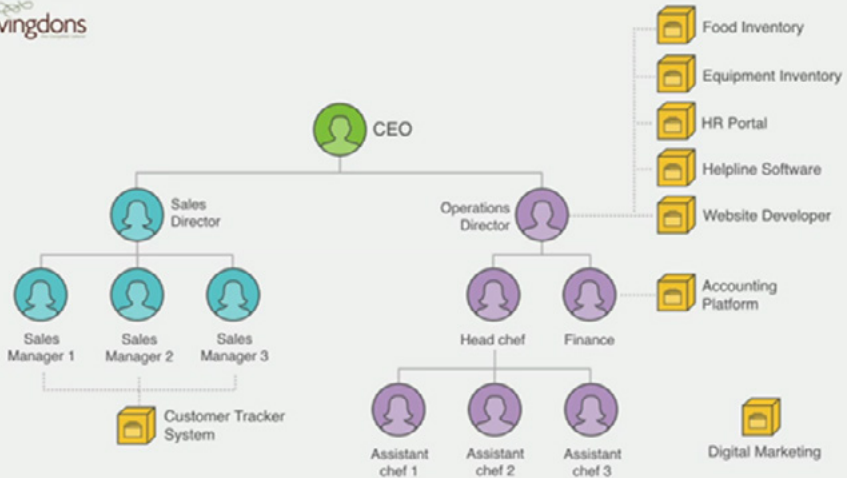 wingdons
Food Inventory
Equipment Inventory
CEO
HR Portal
Helpline Software
Sales
Director
Operations
Director
Website Developer
Accounting
Platform
Sales
Manager 1
Sales
Manager 2
Sales
Manager 3
Head chef
Finance
Customer Tracker
System
Assistant
chef 1
Assistant
chef 2
Assistant
chef 3
Digital Marketing